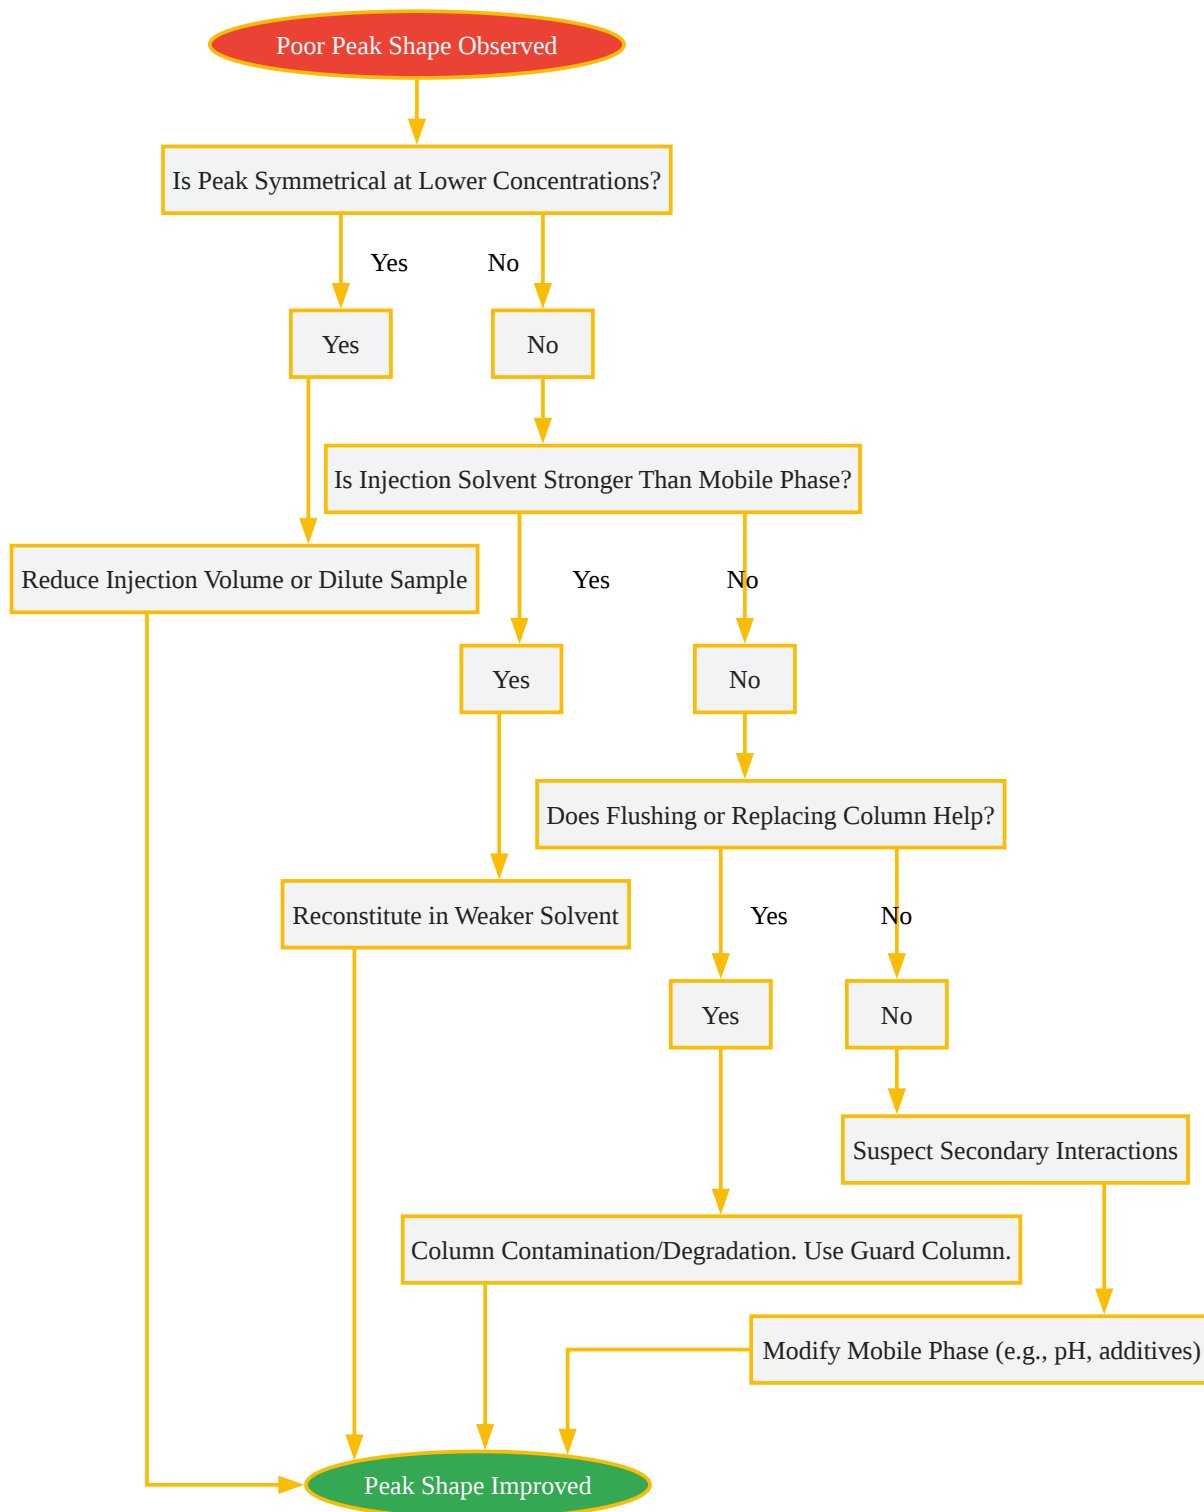 Poor Peak Shape Observed
Is Peak Symmetrical at Lower Concentrations?
Yes
No
Yes
No
Is Injection Solvent Stronger Than Mobile Phase?
Reduce Injection Volume or Dilute Sample
Yes
No
Yes
No
Does Flushing or Replacing Column Help?
Reconstitute in Weaker Solvent
Yes
No
Yes
No
Suspect Secondary Interactions
Column Contamination/Degradation. Use Guard Column.
Modify Mobile Phase (e.g., pH, additives)
Peak Shape Improved